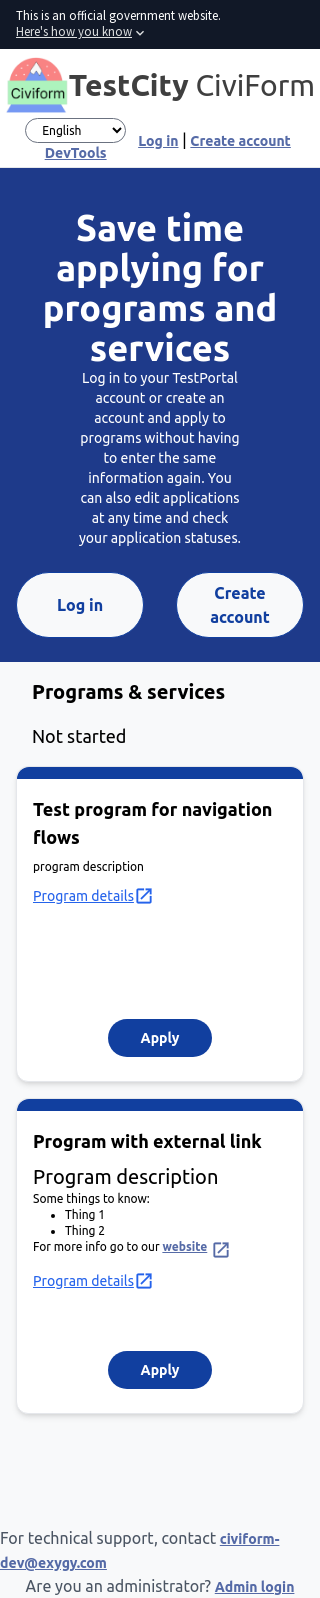 This is an official government website.
Here's how you know
Civiform
TestCity CiviForm
English
DevTools
Log in | Create account
Save time
applying for
programs and
services
Log in to your TestPortal
account or create an
account and apply to
programs without having
to enter the same
information again. You
can also edit applications
at any time and check
your application statuses.
Log in
Create
account
Programs & services
Not started
Test program for navigation
flows
program description
Program details
Apply
Program with external link
Program description
Some things to know:
• Thing 1
• Thing 2
For more info go to our website
Program details
Apply
For technical support, contact civiform-
dev@exygy.com
Are you an administrator? Admin login